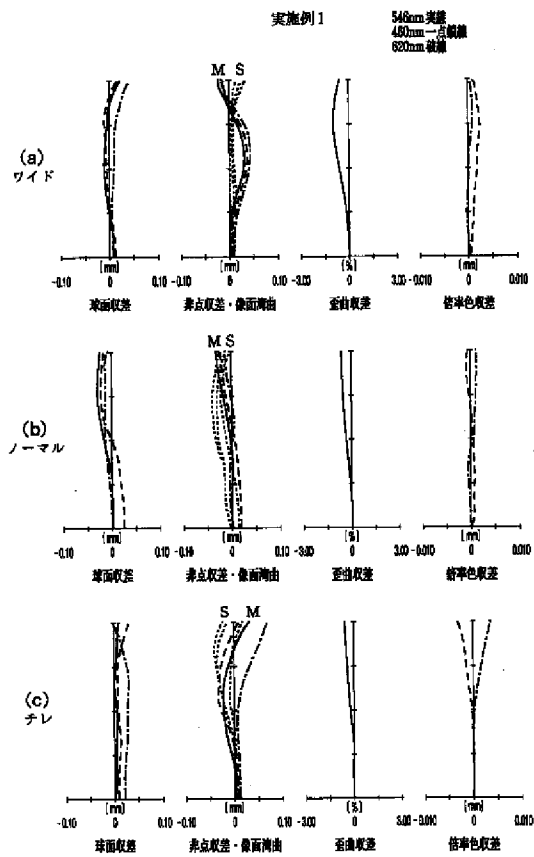 実施例1
546nm 実線
460nm 一点鎖線
620nm 破線
M S
(a)
ワイド
[mm] [mm] [%] [mm]
-0.10 0 0.10 -0.10 0 0.10 -3.00 0 3.00 -0.010 0 0.010
球面収差 非点収差・像面湾曲 歪曲収差 倍率色収差
M S
(b)
ノーマル
[mm] [mm] [%] [mm]
-0.10 0 0.10 -0.10 0 0.10 -3.00 0 3.00 -0.010 0 0.010
球面収差 非点収差・像面湾曲 歪曲収差 倍率色収差
S M
(c)
テレ
[mm] [mm] [%] [mm]
-0.10 0 0.10 -0.10 0 0.10 -3.00 0 3.00 -0.010 0 0.010
球面収差 非点収差・像面湾曲 歪曲収差 倍率色収差